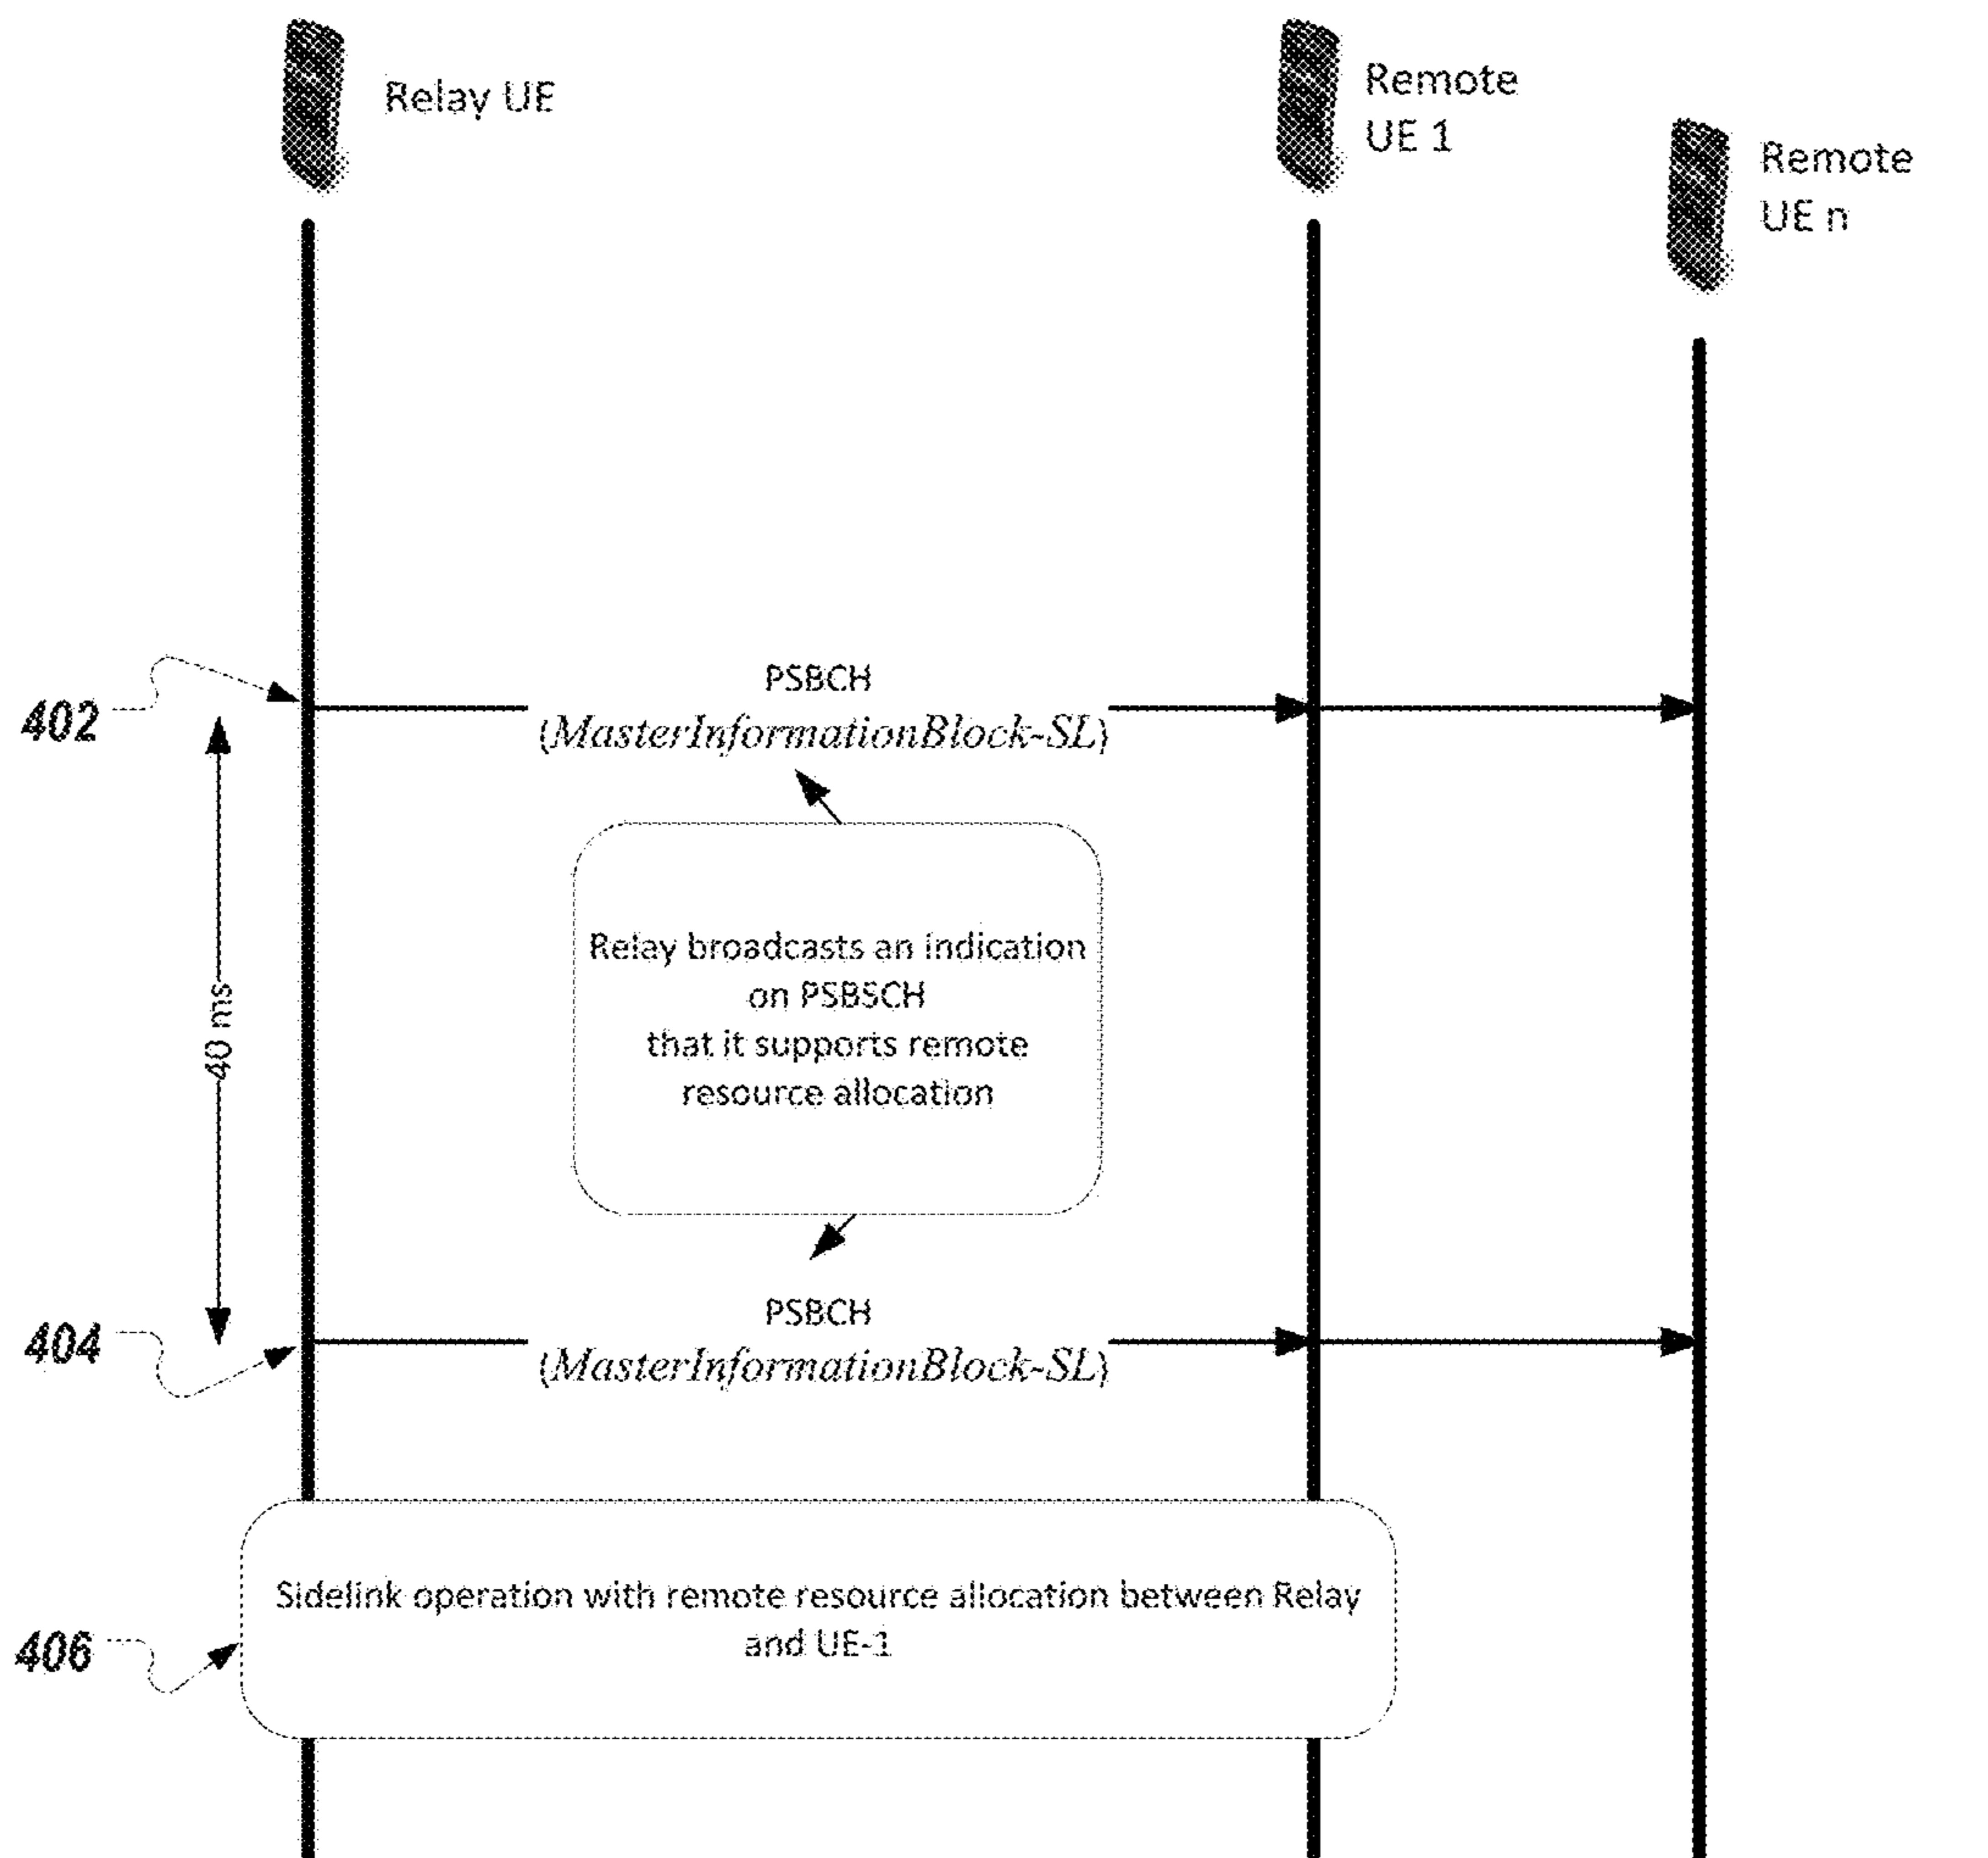 Relay UE
Remote
UE 1
Remote
UE n
402
PSBCH
(MasterInformationBlock-SL)
40 ms
Relay broadcasts an indication
on PSBSCH
that it supports remote
resource allocation
404
PSBCH
(MasterInformationBlock-SL)
406
Sidelink operation with remote resource allocation between Relay
and UE-1